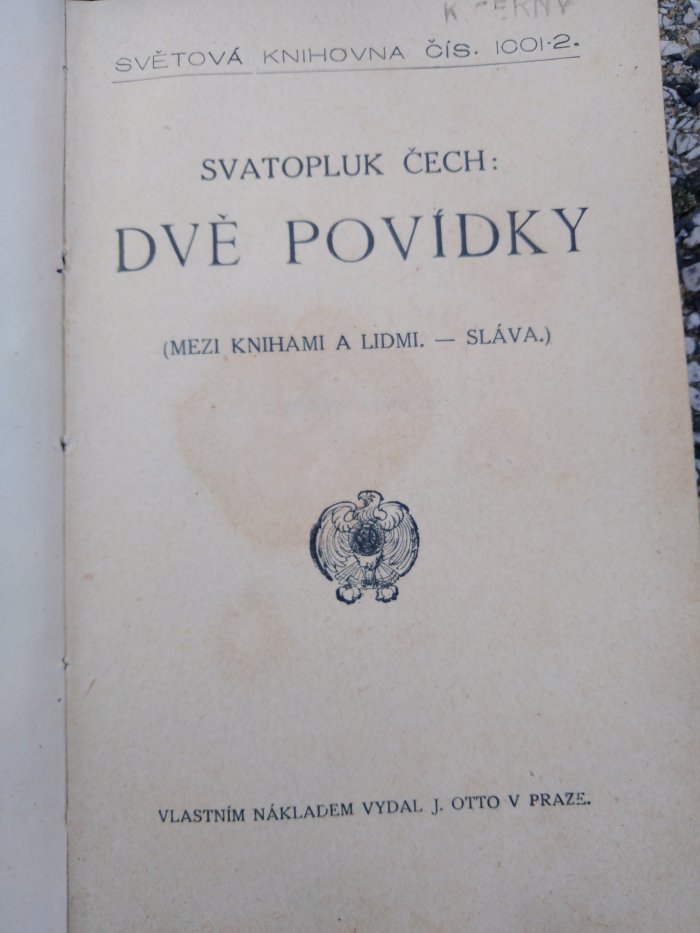 SVĚTOVÁ KNIHOVNA ČÍS. 1001-2.
SVATOPLUK ČECH:
DVĚ POVÍDKY
(MEZI KNIHAMI A LIDMI. — SLÁVA.)
VLASTNÍM NÁKLADEM VYDAL J. OTTO V PRAZE.